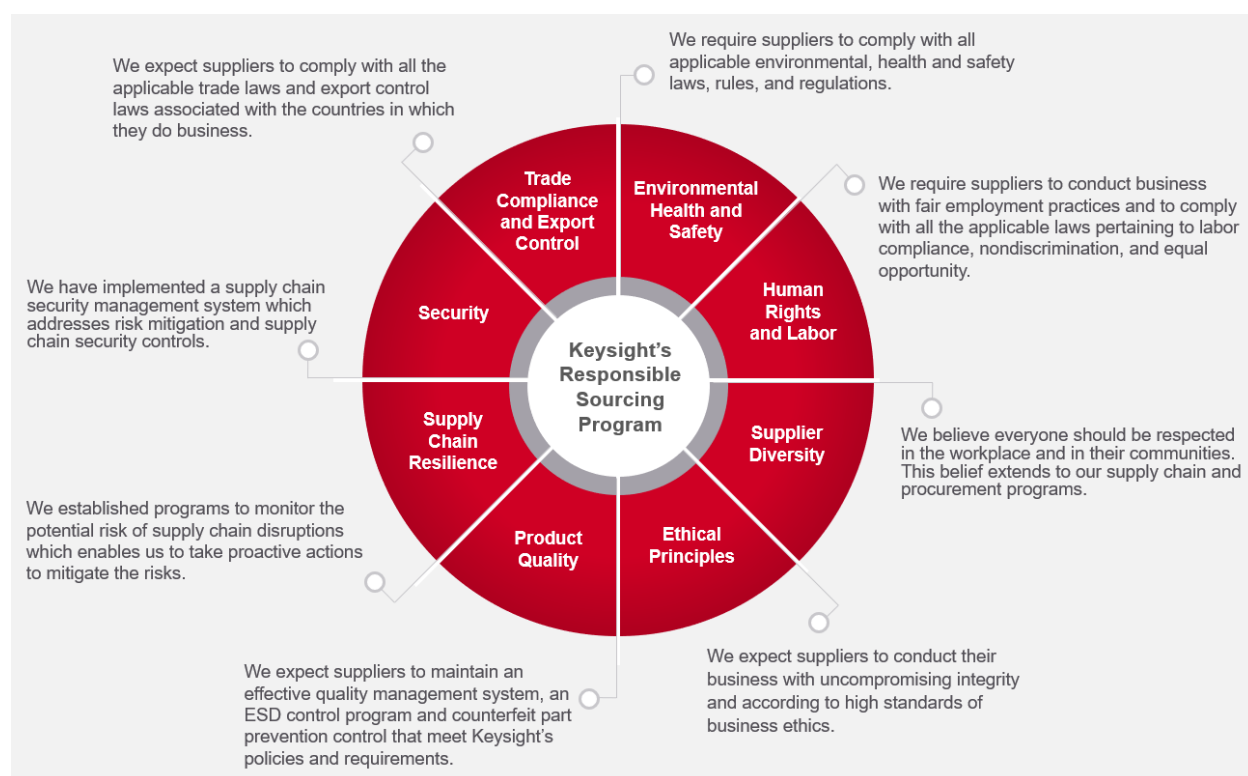 We expect suppliers to comply with all the
applicable trade laws and export control
laws associated with the countries in which
they do business.
We require suppliers to comply with all
applicable environmental, health and safety
laws, rules, and regulations.
Trade
Compliance
and Export
Control
Environmental
Health and
Safety
We require suppliers to conduct business
with fair employment practices and to comply
with all the applicable laws pertaining to labor
compliance, nondiscrimination, and equal
opportunity.
We have implemented a supply chain
security management system which
addresses risk mitigation and supply
chain security controls.
Security
Human
Rights
and Labor
Keysight's
Responsible
Sourcing
Program
Supply
Chain
Resilience
Supplier
Diversity
We believe everyone should be respected
in the workplace and in their communities.
This belief extends to our supply chain and
procurement programs.
We established programs to monitor the
potential risk of supply chain disruptions
which enables us to take proactive actions
to mitigate the risks.
Product
Quality
Ethical
Principles
We expect suppliers to maintain an
effective quality management system, an
ESD control program and counterfeit part
prevention control that meet Keysight's
policies and requirements.
We expect suppliers to conduct their
business with uncompromising integrity
and according to high standards of
business ethics.